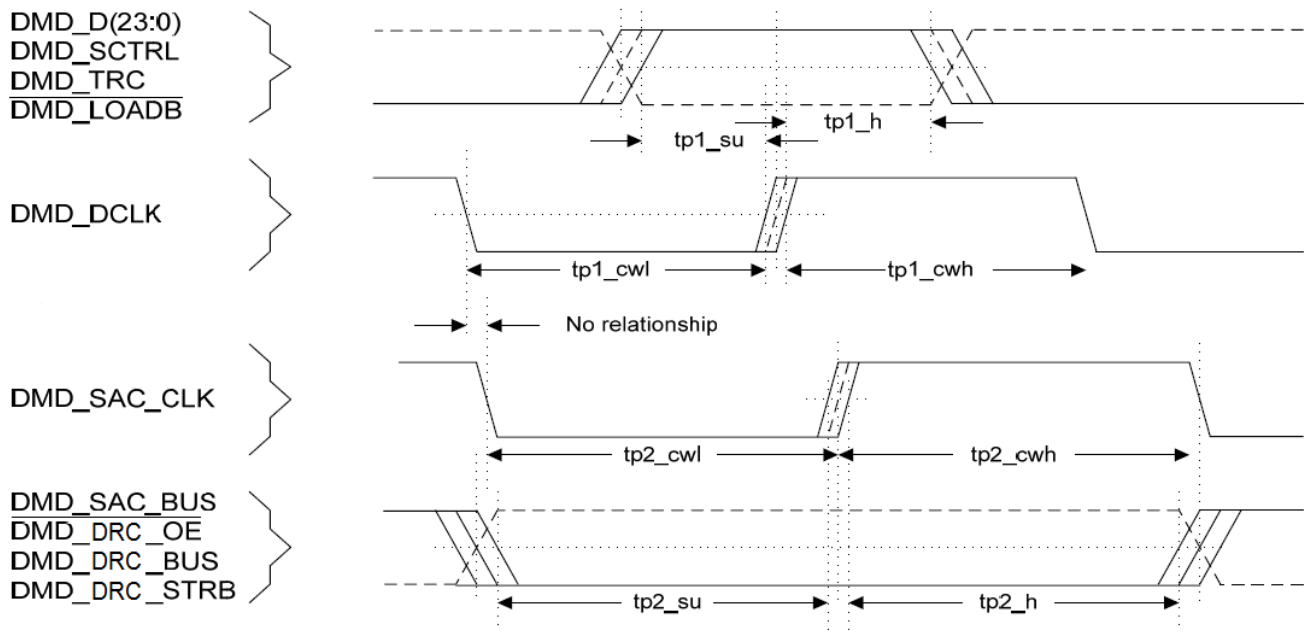 DMD_D(23:0)
DMD_SCTRL
DMD_TRC
DMD_LOADB
tp1_h
tp1_su
DMD_DCLK
tp1_cwl
tp1_cwh
No relationship
DMD_SAC_CLK
tp2_cwl
tp2_cwh
DMD_SAC_BUS
DMD_DRC_OE
DMD_DRC_BUS
DMD_DRC_STRB
tp2_su
tp2_h